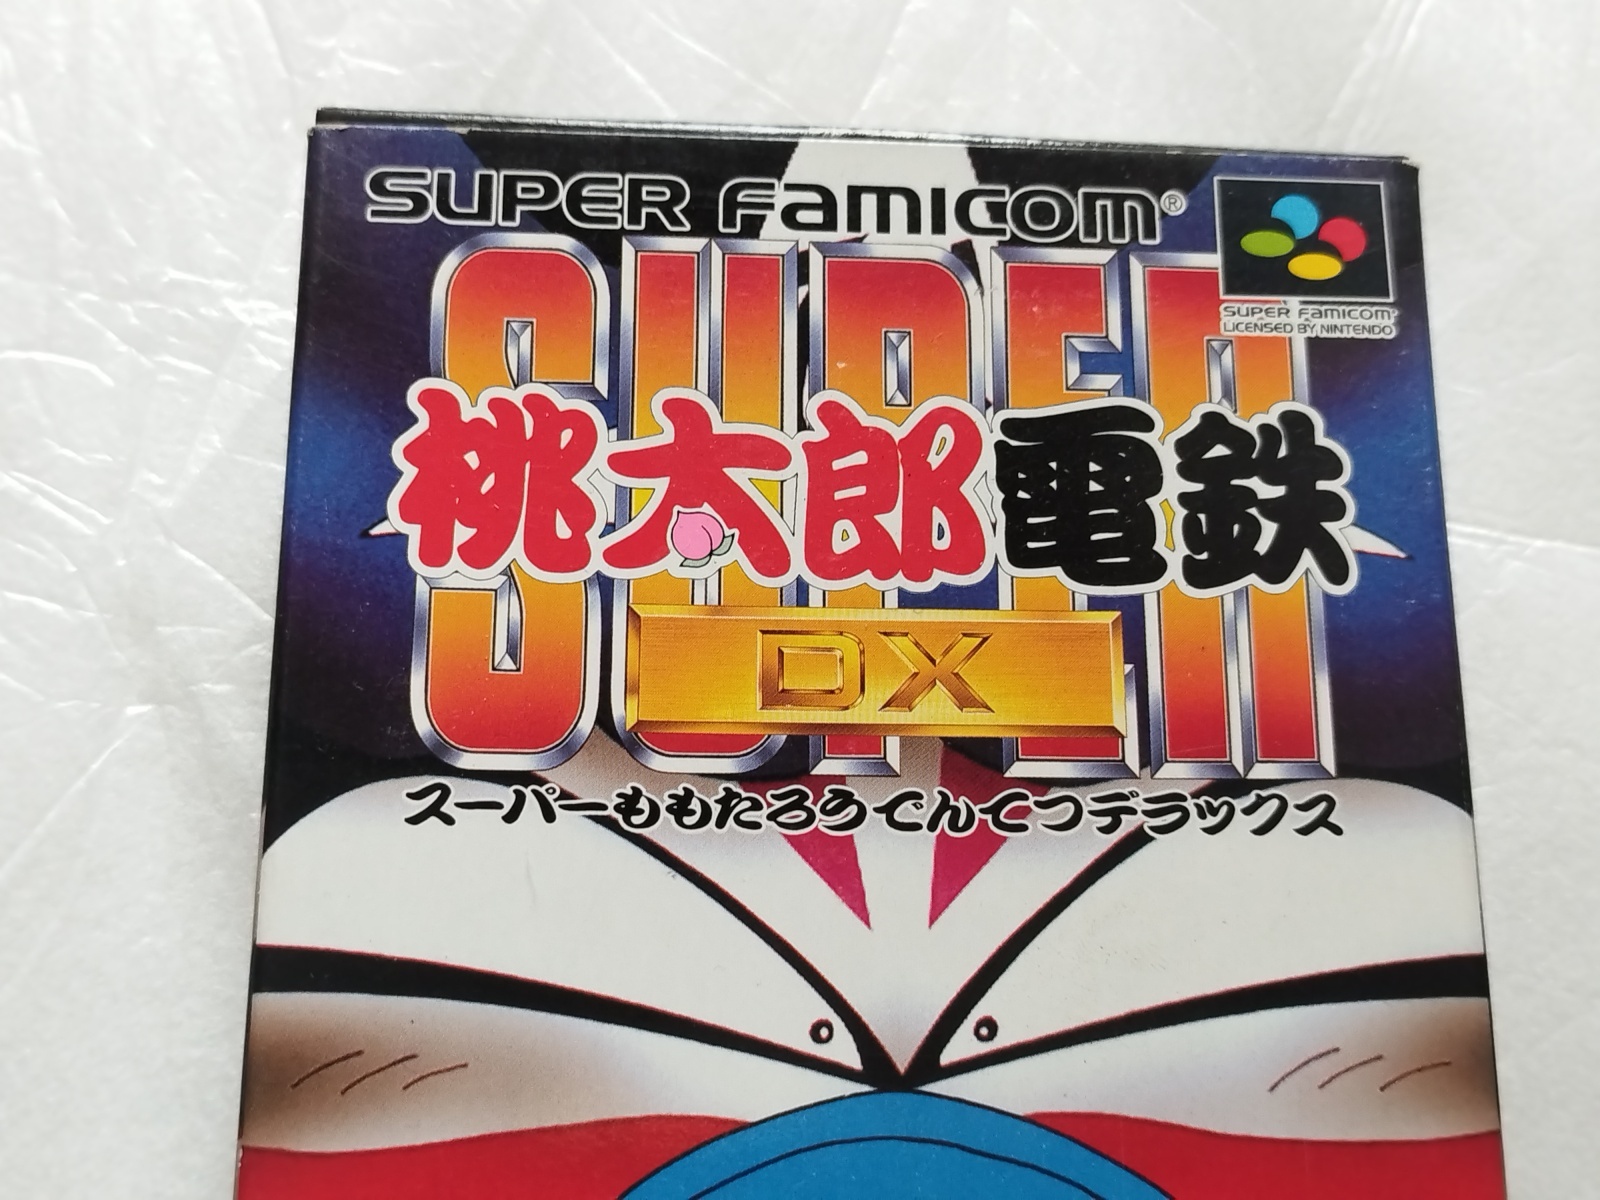 SUPER FAMICOM®
SUPER
桃太郎電鉄
DX
スーパーももたろうでんてつデラックス
SUPER FAMICOM®
LICENSED BY NINTENDO